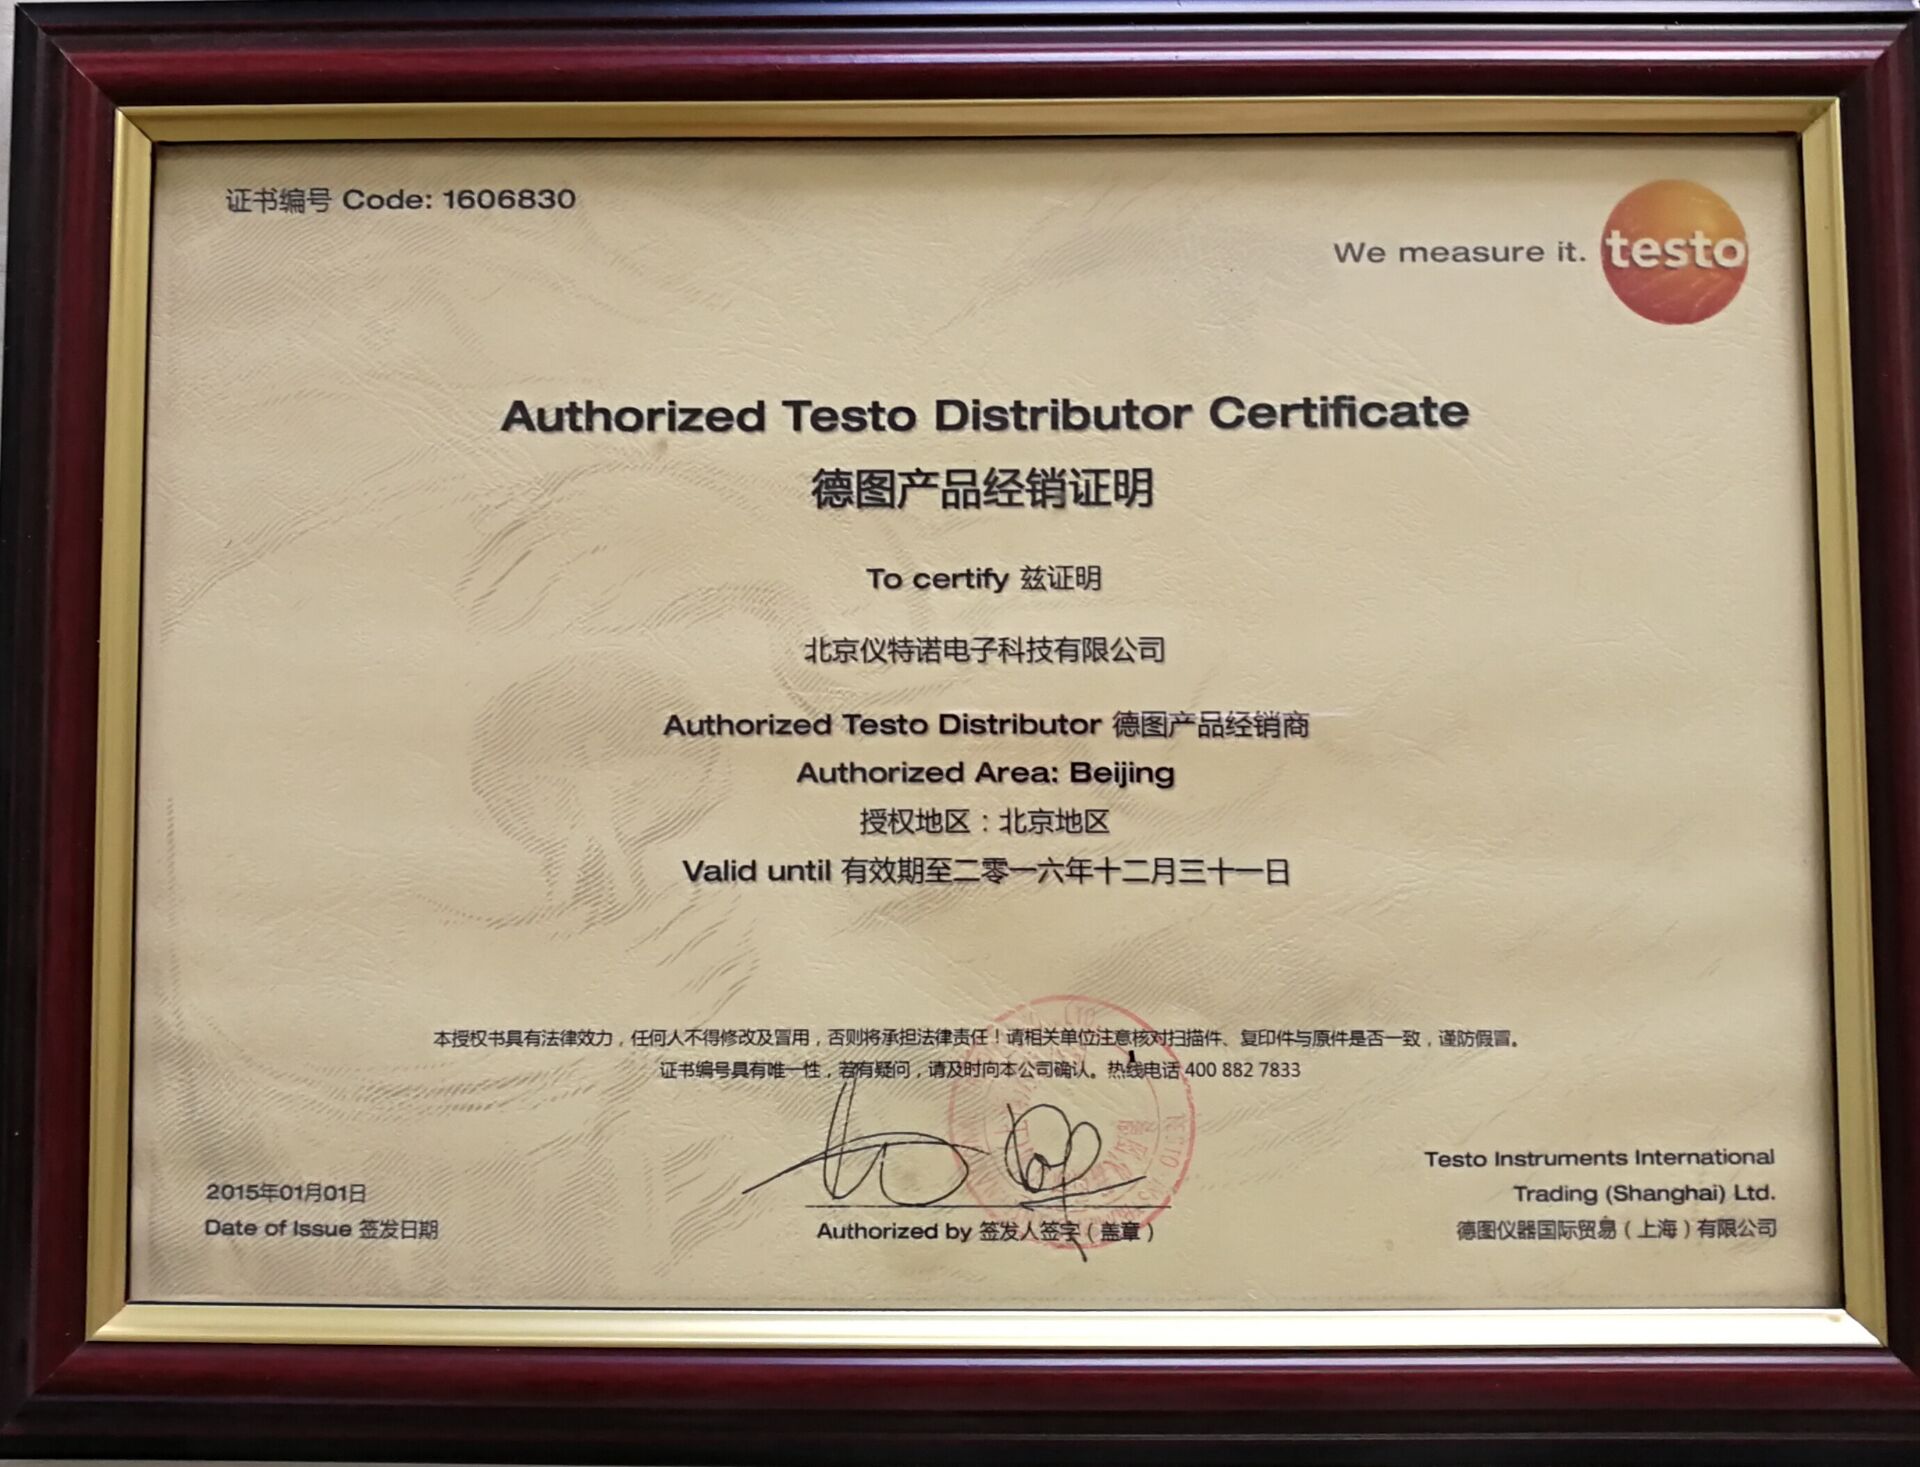 证书编号 Code: 1606830
We measure it. testo
Authorized Testo Distributor Certificate
德图产品经销证明
To certify 兹证明
北京仪特诺电子科技有限公司
Authorized Testo Distributor 德图产品经销商
Authorized Area: Beijing
授权地区：北京地区
Valid until 有效期至二零一六年十二月三十一日
本授权书具有法律效力，任何人不得修改及冒用，否则将承担法律责任！请相关单位注意核对扫描件、复印件与原件是否一致，谨防假冒。
证书编号具有唯一性，若有疑问，请及时向本公司确认。热线电话 400 882 7833
2015年01月01日
Date of Issue 签发日期
Authorized by 签发人签字（盖章）
Testo Instruments International
Trading (Shanghai) Ltd.
德图仪器国际贸易（上海）有限公司